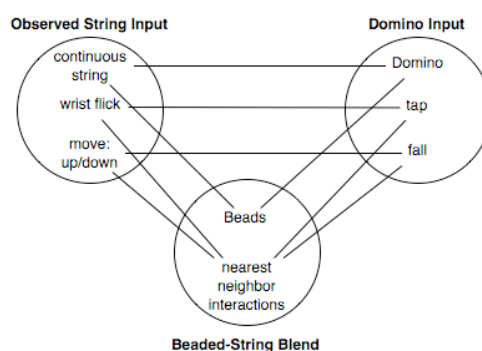 Observed String Input
Domino Input
continuous
string
Domino
wrist flick
tap
move:
up/down
fall
Beads
nearest
neighbor
interactions
Beaded-String Blend